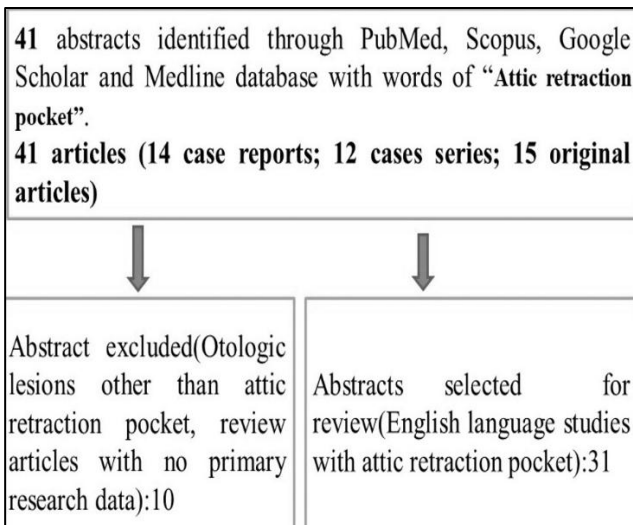 41 abstracts identified through PubMed, Scopus, Google
Scholar and Medline database with words of “Attic retraction
pocket”.
41 articles (14 case reports; 12 cases series; 15 original
articles)
Abstract excluded(Otologic
lesions other than attic
retraction pocket, review
articles with no primary
research data):10
Abstracts selected for
review(English language studies
with attic retraction pocket):31